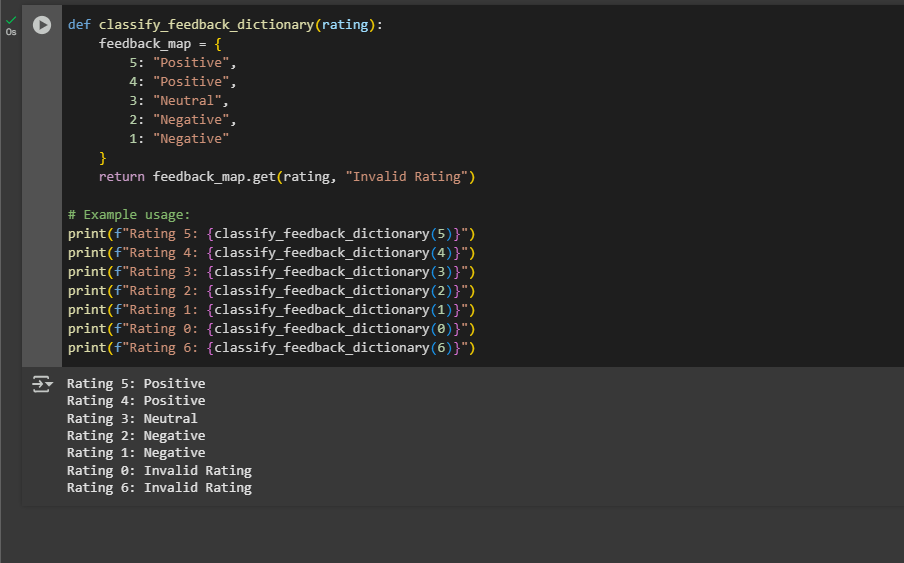 0s
def classify_feedback_dictionary(rating):
    feedback_map = {
        5: "Positive",
        4: "Positive",
        3: "Neutral",
        2: "Negative",
        1: "Negative"
    }
    return feedback_map.get(rating, "Invalid Rating")

# Example usage:
print(f"Rating 5: {classify_feedback_dictionary(5)}")
print(f"Rating 4: {classify_feedback_dictionary(4)}")
print(f"Rating 3: {classify_feedback_dictionary(3)}")
print(f"Rating 2: {classify_feedback_dictionary(2)}")
print(f"Rating 1: {classify_feedback_dictionary(1)}")
print(f"Rating 0: {classify_feedback_dictionary(0)}")
print(f"Rating 6: {classify_feedback_dictionary(6)}")
Rating 5: Positive
Rating 4: Positive
Rating 3: Neutral
Rating 2: Negative
Rating 1: Negative
Rating 0: Invalid Rating
Rating 6: Invalid Rating